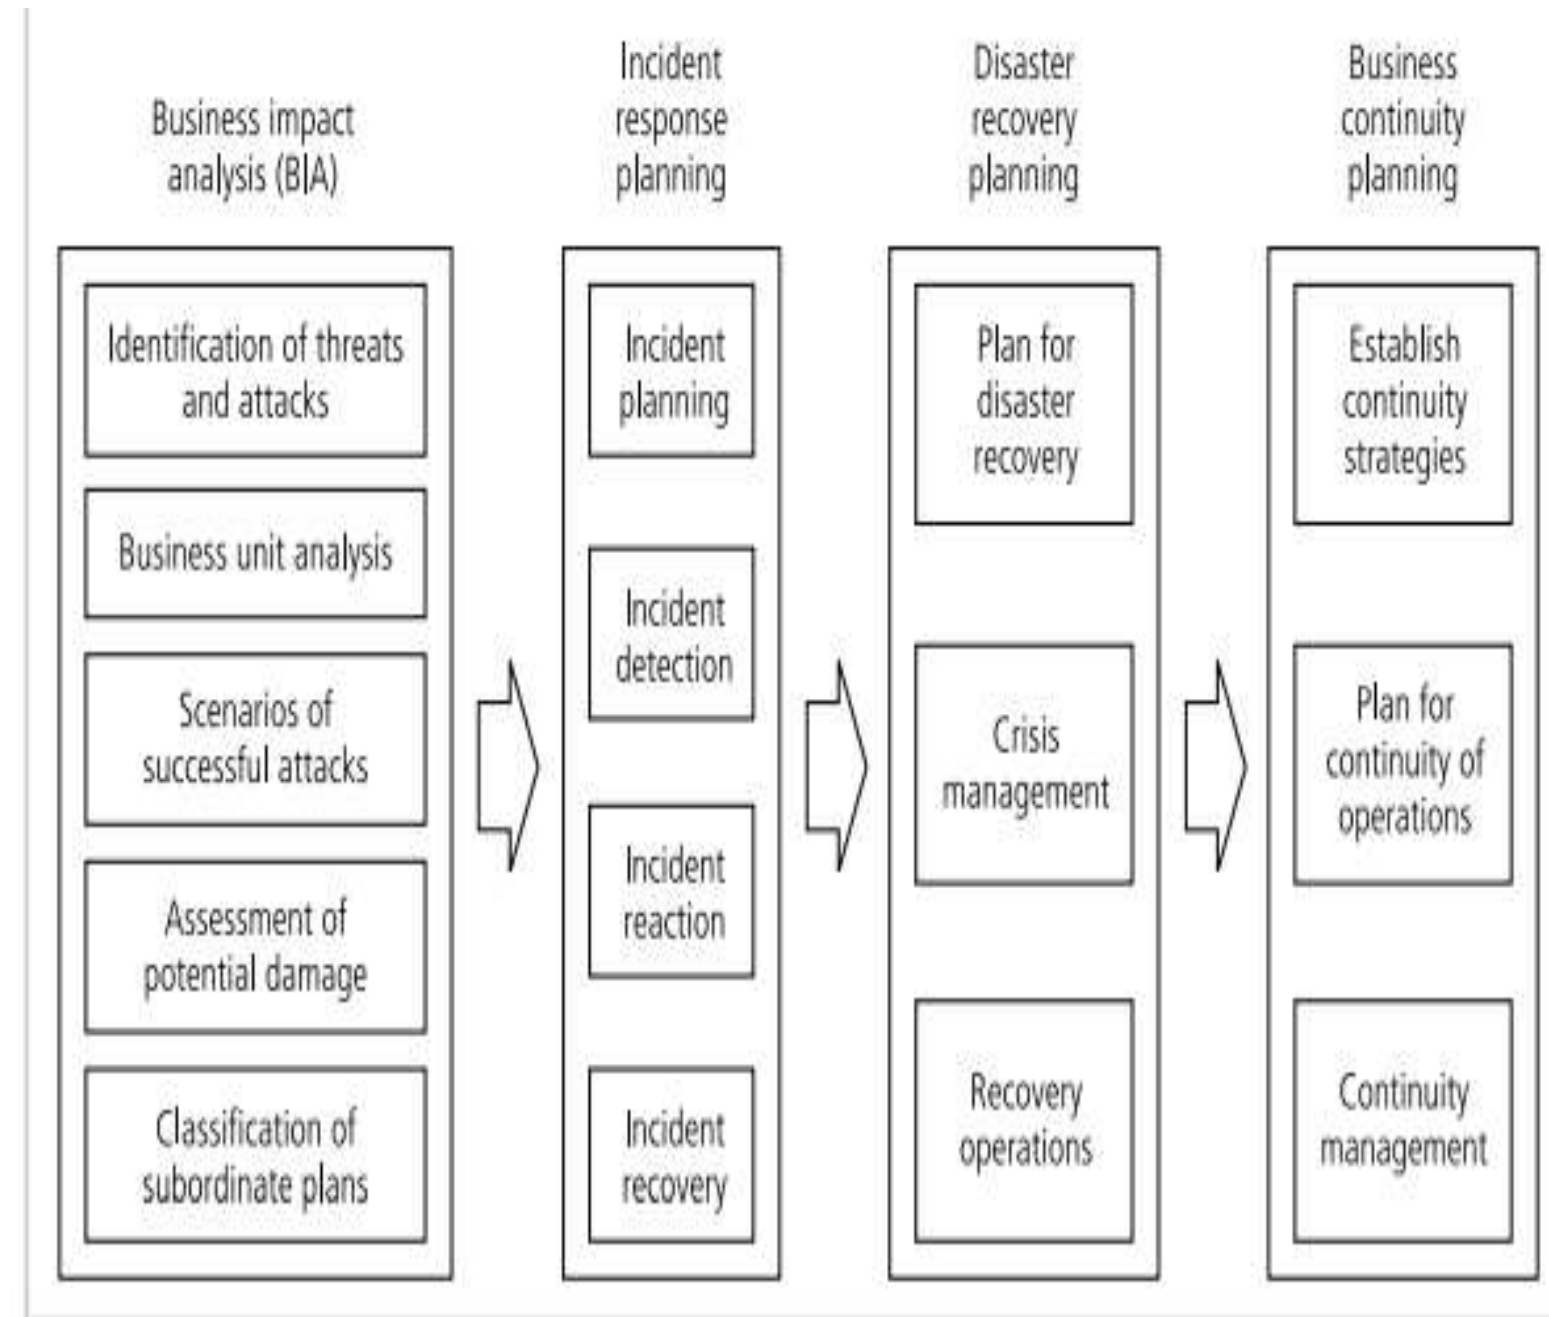 Business impact
analysis (BIA)
Identification of threats
and attacks
Business unit analysis
Scenarios of
successful attacks
Assessment of
potential damage
Classification of
subordinate plans
Incident
response
planning
Incident
planning
Incident
detection
Incident
reaction
Incident
recovery
Disaster
recovery
planning
Plan for
disaster
recovery
Crisis
management
Recovery
operations
Business
continuity
planning
Establish
continuity
strategies
Plan for
continuity of
operations
Continuity
management